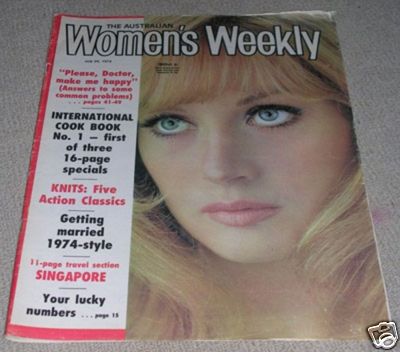 THE AUSTRALIAN
Women's Weekly
"Please, Doctor,
make me happy"
(Answers to some
common problems)
. . . pages 41-49
INTERNATIONAL
COOK BOOK
No. 1 — first
of three
16-page
specials
KNITS: Five
Action Classics
Getting
married
1974-style
11-page travel section
SINGAPORE
Your lucky
numbers . . . page 15